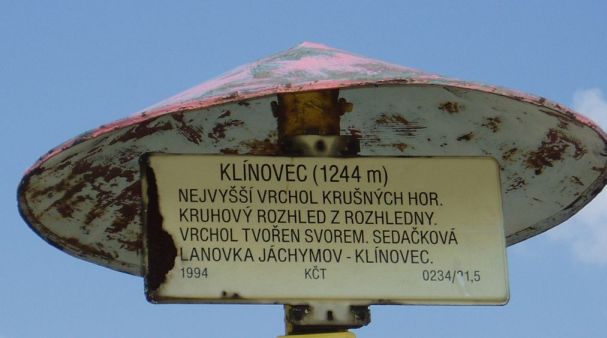 KLÍNOVEC (1244 m)
NEJVYŠŠÍ VRCHOL KRUŠNÝCH HOR.
KRUHOVÝ ROZHLED Z ROZHLEDNY.
VRCHOL TVOŘEN SVOREM. SEDAČKOVÁ
LANOVKA JÁCHYMOV - KLÍNOVEC.
1994 KČT